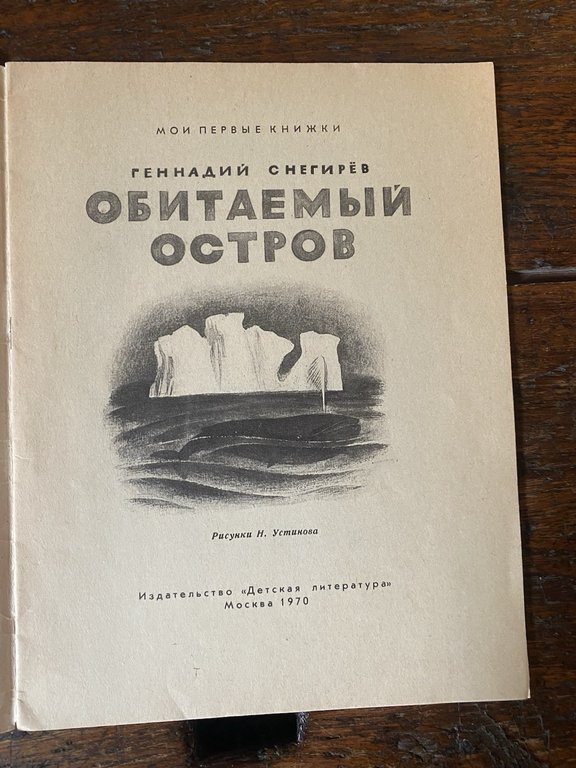 МОИ ПЕРВЫЕ КНИЖКИ
ГЕННАДИЙ СНЕГИРЁВ
ОБИТАЕМЫЙ
ОСТРОВ
Рисунки Н. Устинова
Издательство «Детская литература»
Москва 1970